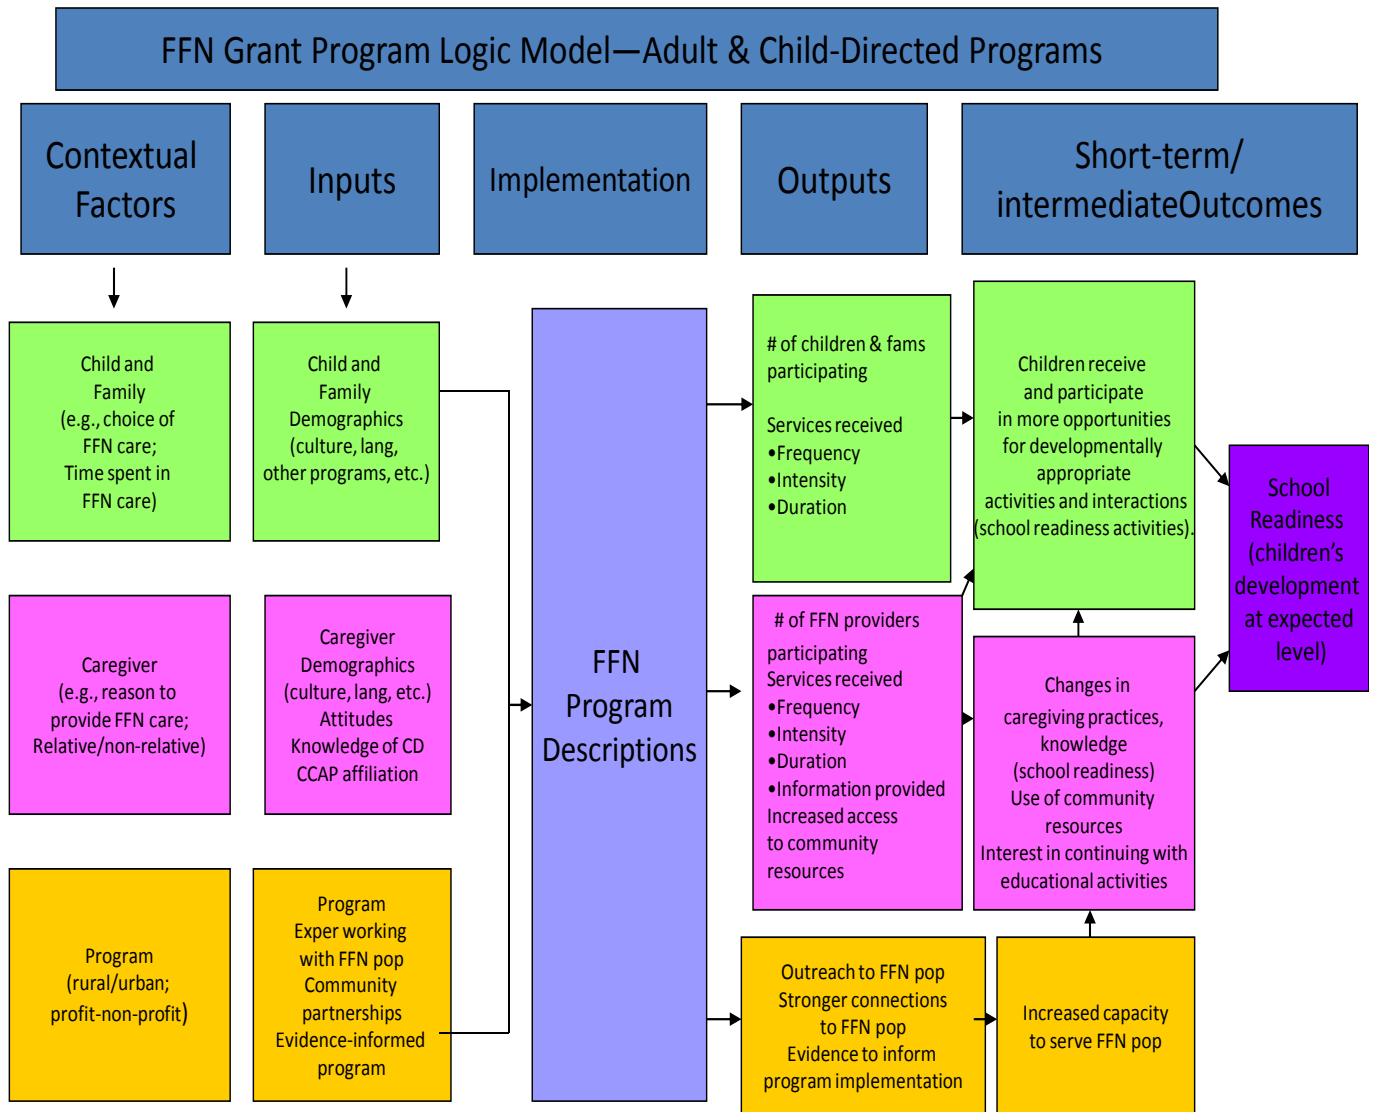 FFN Grant Program Logic Model—Adult & Child-Directed Programs
Contextual
Factors
Inputs
Implementation
Outputs
Short-term/
intermediateOutcomes
Child and
Family
(e.g., choice of
FFN care;
Time spent in
FFN care)
Child and
Family
Demographics
(culture, lang,
other programs, etc.)
# of children & fams
participating
Services received
•Frequency
•Intensity
•Duration
Children receive
and participate
in more opportunities
for developmentally
appropriate
activities and interactions
(school readiness activities).
School
Readiness
(children's
development
at expected
level)
Caregiver
(e.g., reason to
provide FFN care;
Relative/non-relative)
Caregiver
Demographics
(culture, lang, etc.)
Attitudes
Knowledge of CD
CCAP affiliation
FFN
Program
Descriptions
# of FFN providers
participating
Services received
•Frequency
•Intensity
•Duration
•Information provided
Increased access
to community
resources
Changes in
caregiving practices,
knowledge
(school readiness)
Use of community
resources
Interest in continuing with
educational activities
Program
(rural/urban;
profit-non-profit)
Program
Exper working
with FFN pop
Community
partnerships
Evidence-informed
program
Outreach to FFN pop
Stronger connections
to FFN pop
Evidence to inform
program implementation
Increased capacity
to serve FFN pop